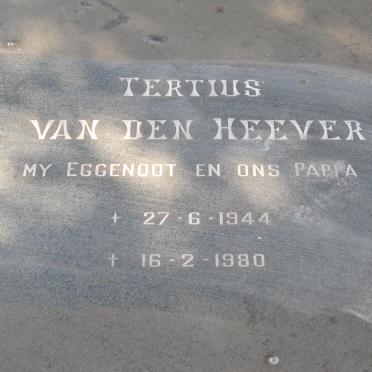 TERTIUS
VAN DEN HEEVER
MY EGGENOOT EN ONS PAPPA
+ 27-6-1944
+ 16-2-1980